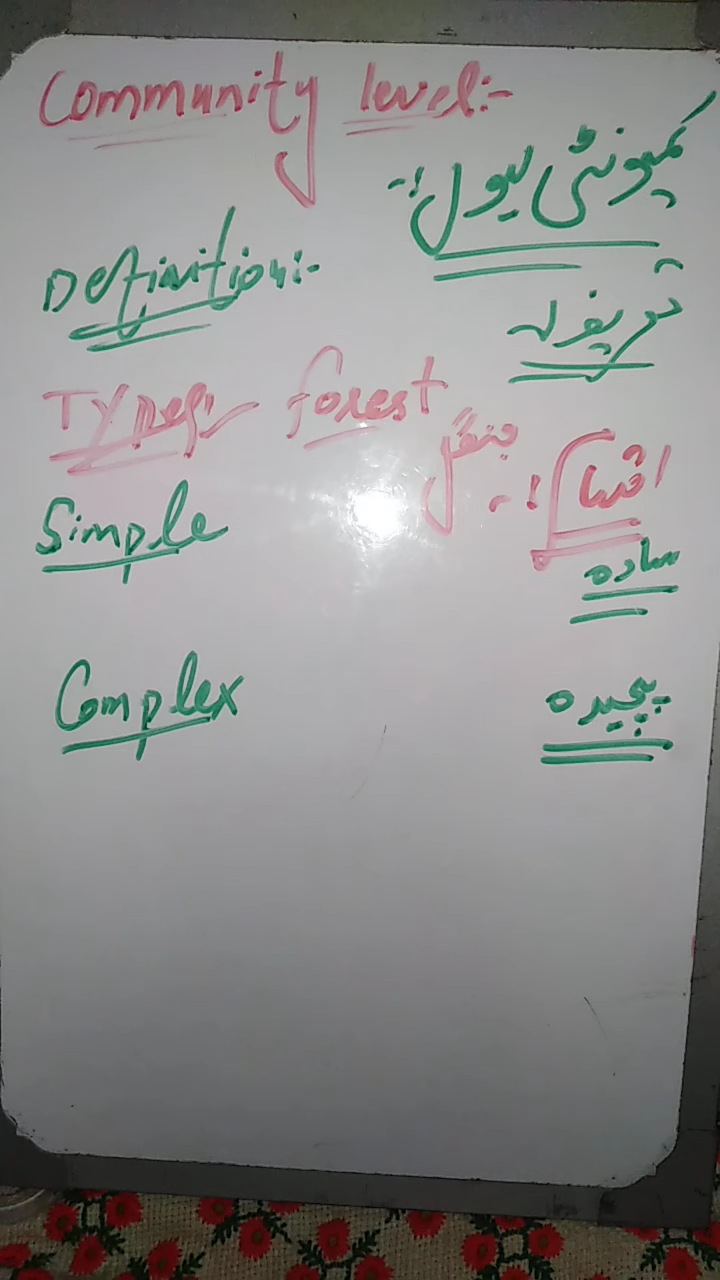 Community level:-
کمیونٹی لیول :-
Definition:-
تعریف
Types forest
جنگل
اقسام :-
Simple
سادہ
Complex
پیچیدہ